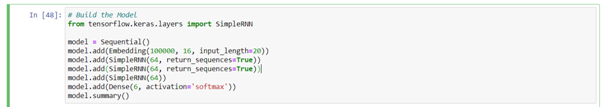 In [48]: # Build the Model
from tensorflow.keras.layers import SimpleRNN
model = Sequential()
model.add(Embedding(100000, 16, input_length=20))
model.add(SimpleRNN(64, return_sequences=True))
model.add(SimpleRNN(64, return_sequences=True))
model.add(SimpleRNN(64))
model.add(Dense(6, activation='softmax'))
model.summary()